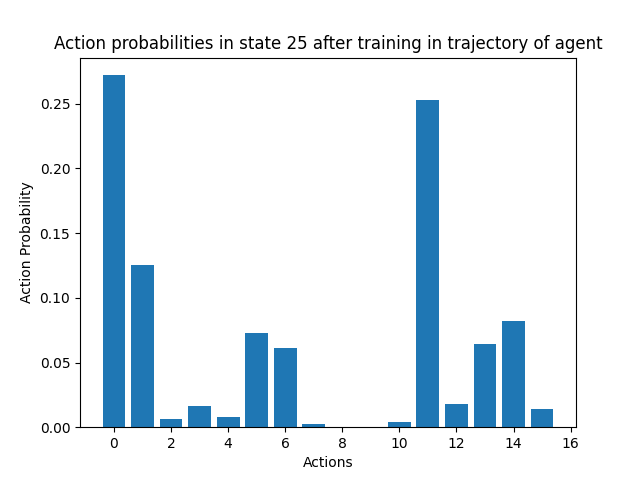 Action probabilities in state 25 after training in trajectory of agent
0.25
0.20
0.15
0.10
0.05
0.00
Action Probability
0 2 4 6 8 10 12 14 16
Actions